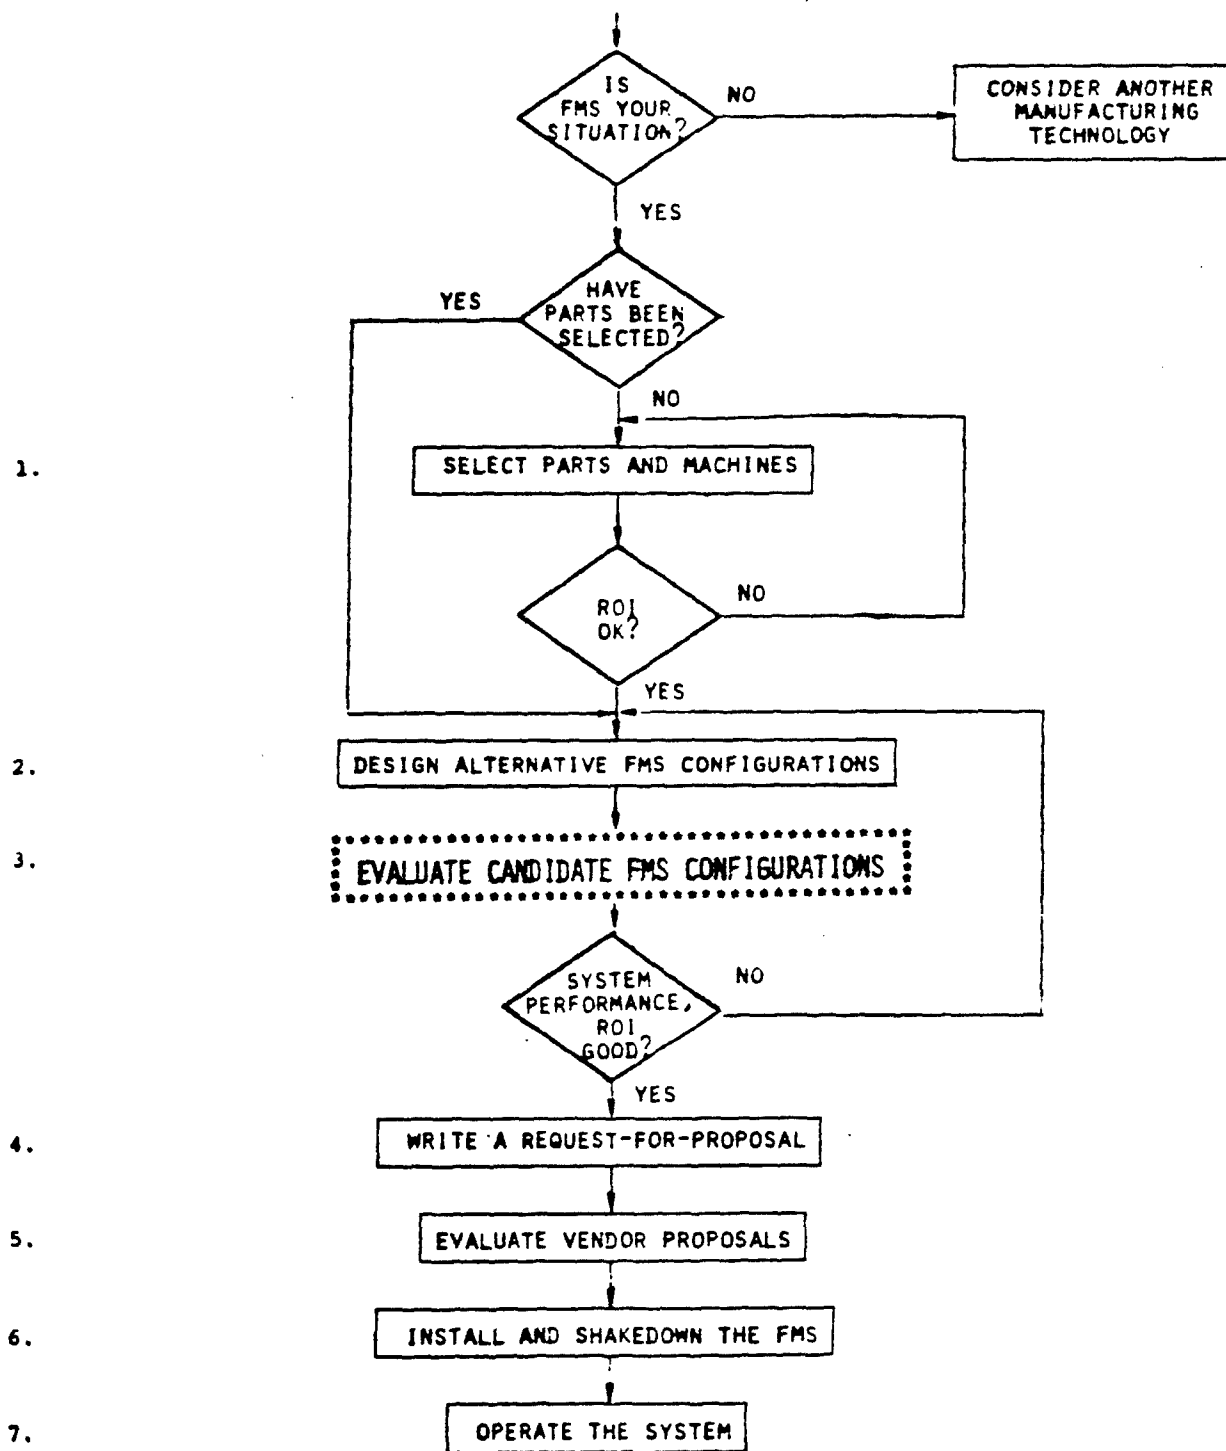 IS
FMS YOUR
SITUATION?
NO
CONSIDER ANOTHER
MANUFACTURING
TECHNOLOGY
YES
HAVE
PARTS BEEN
SELECTED?
YES
NO
1.
SELECT PARTS AND MACHINES
ROI
OK?
NO
YES
2.
DESIGN ALTERNATIVE FMS CONFIGURATIONS
3.
EVALUATE CANDIDATE FMS CONFIGURATIONS
SYSTEM
PERFORMANCE,
ROI
GOOD?
NO
YES
4.
WRITE A REQUEST-FOR-PROPOSAL
5.
EVALUATE VENDOR PROPOSALS
6.
INSTALL AND SHAKEDOWN THE FMS
7.
OPERATE THE SYSTEM